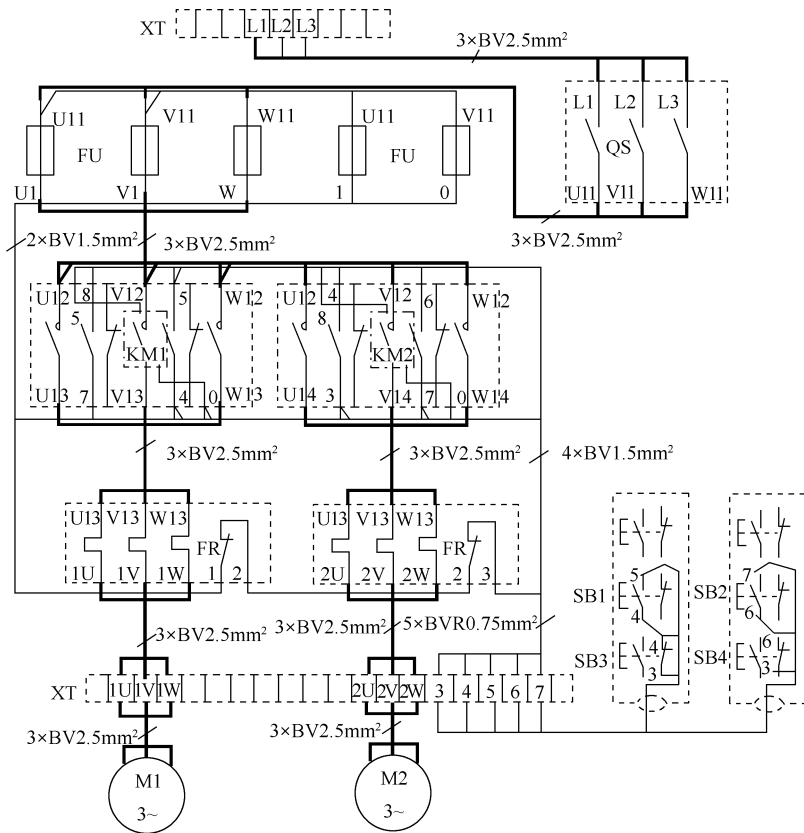 XT L1 L2 L3
3×BV2.5mm²
L1 L2 L3
QS
U11 V11 W11
3×BV2.5mm²
U11 V11 W11 U11 V11
FU FU
U1 V1 W 1 0
2×BV1.5mm² 3×BV2.5mm²
U12 8 V12 5 W12 U12 4 V12 6 W12
5 8
KM1 KM2
U13 7 V13 4 0 W13 U14 3 V14 7 0 W14
3×BV2.5mm² 3×BV2.5mm² 4×BV1.5mm²
U13 V13 W13 U13 V13 W13
FR FR
1U 1V 1W 1 2 2U 2V 2W 2 3
5 7
SB1 SB2
4 6
4 6
SB3 SB4
3 3
3×BV2.5mm² 3×BV2.5mm² 5×BVR0.75mm²
XT 1U 1V 1W 2U 2V 2W 3 4 5 6 7
3×BV2.5mm² 3×BV2.5mm²
M1 M2
3~ 3~